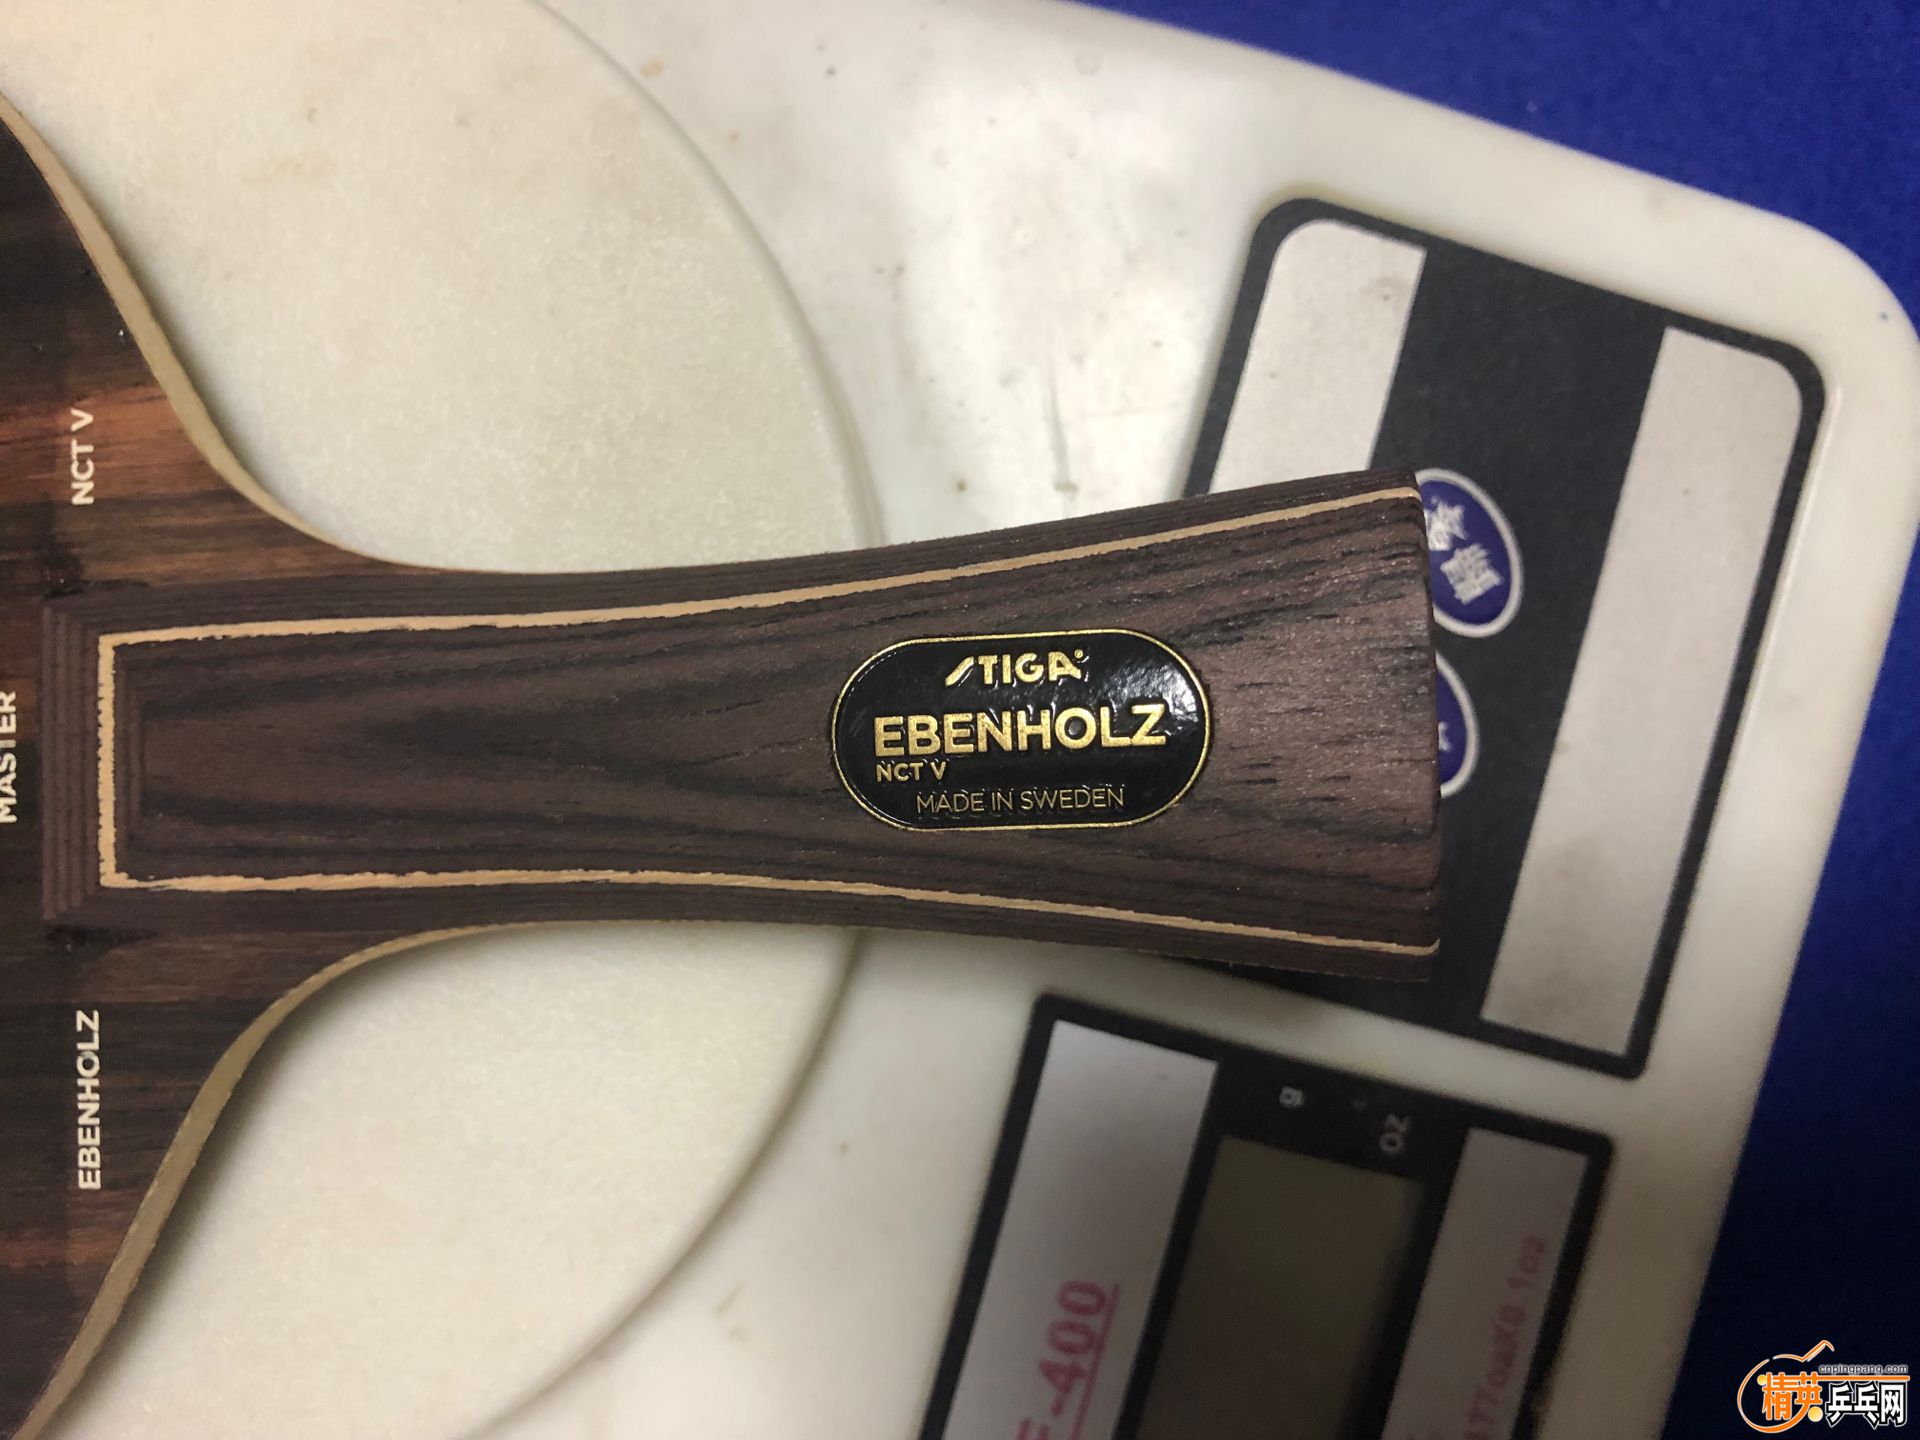 NCT V
MASTER
EBENHOLZ
STIGA
EBENHOLZ
NCT V
MADE IN SWEDEN
g
oz
-400
cnpingpang.com
精英乒乓网